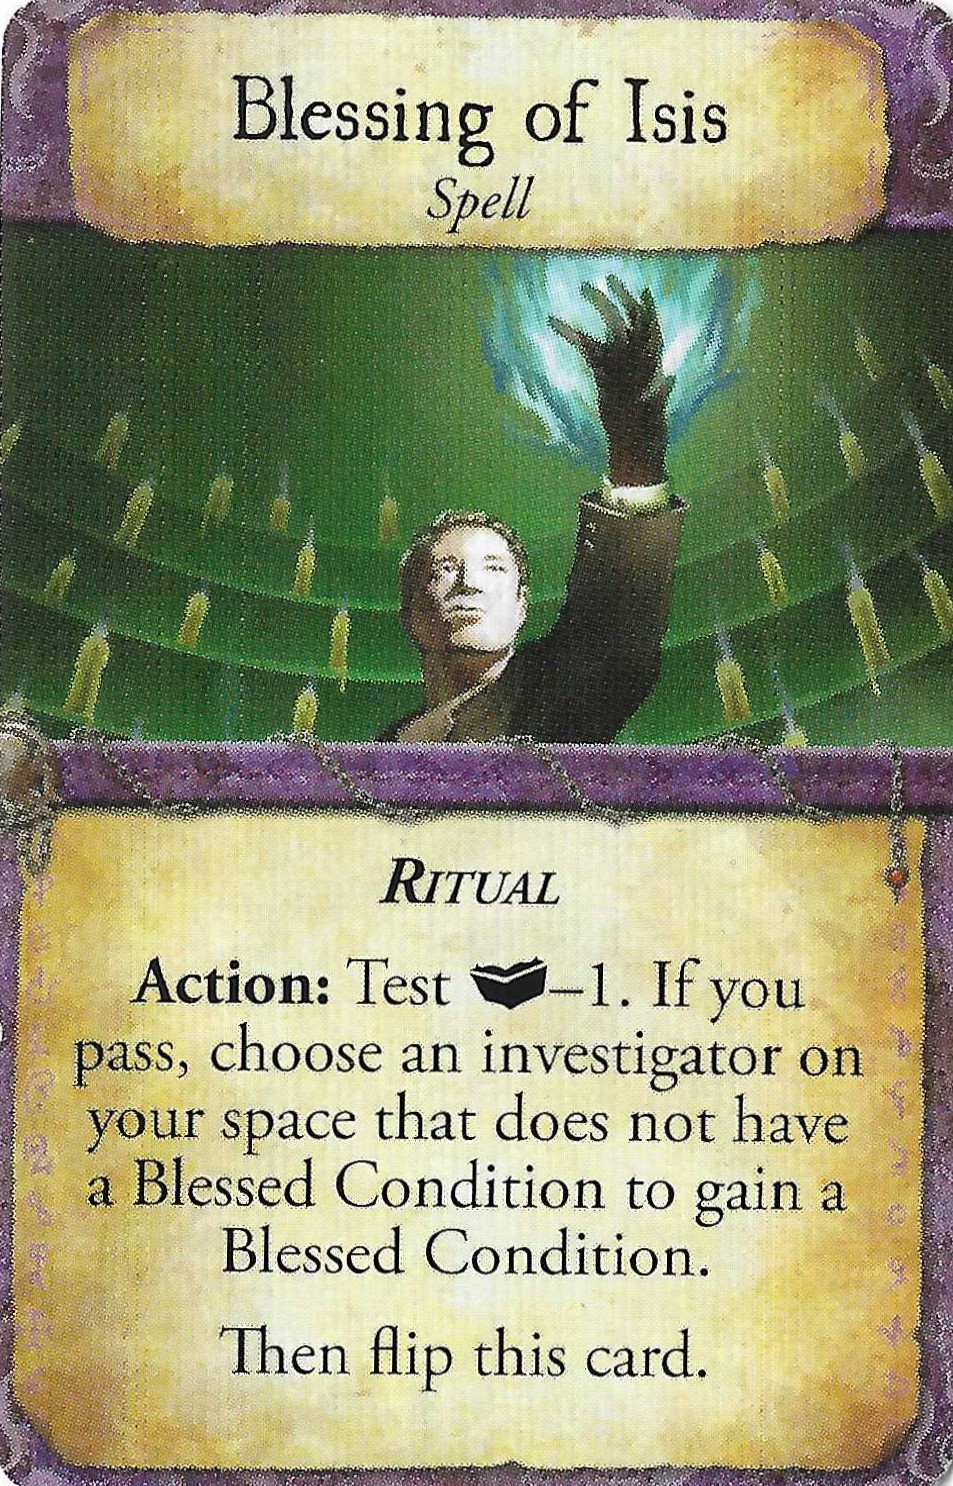 Blessing of Isis
Spell
RITUAL
Action: Test –1. If you
pass, choose an investigator on
your space that does not have
a Blessed Condition to gain a
Blessed Condition.
Then flip this card.